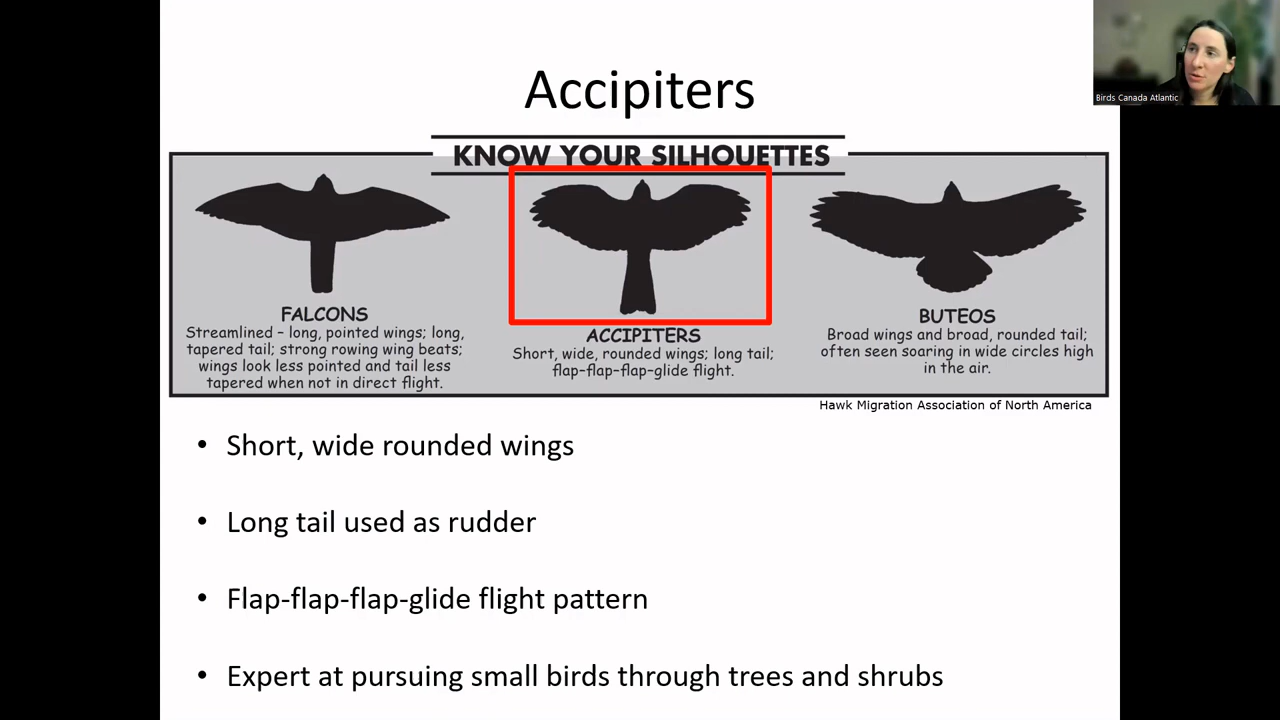 Accipiters
Birds Canada Atlantic
KNOW YOUR SILHOUETTES
FALCONS
Streamlined – long, pointed wings; long,
tapered tail; strong rowing wing beats;
wings look less pointed and tail less
tapered when not in direct flight.
ACCIPITERS
Short, wide, rounded wings; long tail;
flap–flap–flap–glide flight.
BUTEOS
Broad wings and broad, rounded tail;
often seen soaring in wide circles high
in the air.
Hawk Migration Association of North America
• Short, wide rounded wings
• Long tail used as rudder
• Flap-flap-flap-glide flight pattern
• Expert at pursuing small birds through trees and shrubs